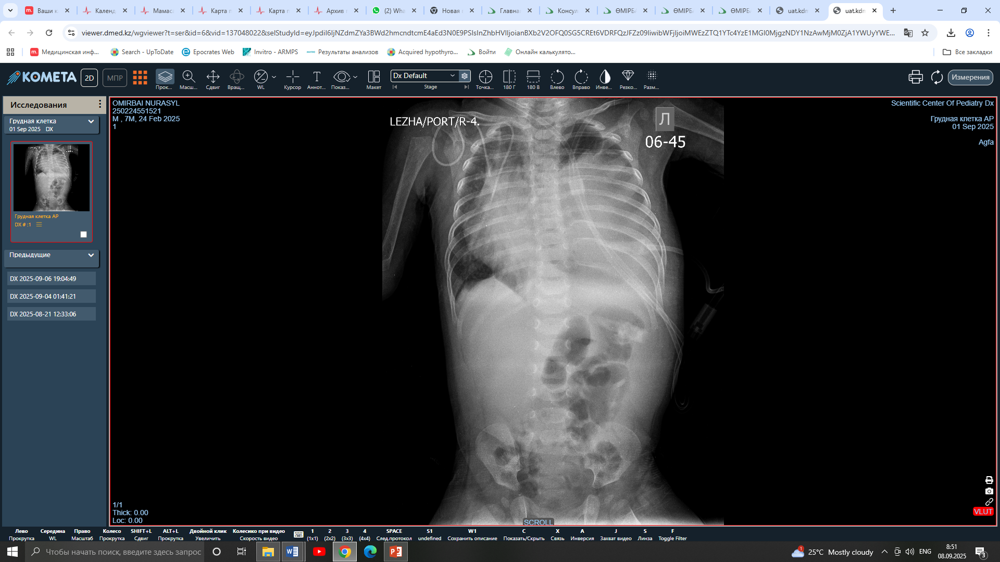 Ваши к
Календ
Мамаса
Карта п
Карта п
Архив о
(2) Wha
Новая в
Главна
Консул
ӨМІРБА
ӨМІРБА
ӨМІРБА
uat.kdm
uat.kdm
viewer.dmed.kz/wgviewer?t=ser&id=6&vid=137048022&selStudyId=
Медицинская инф...
Search - UpToDate
Epocrates Web
Invitro - ARMPS
Результаты анализов
Acquired hypothyro...
Войти
Онлайн калькулято...
Все закладки
KOMETA
2D
МПР
Прок...
Масш...
Сдвиг
Вращ...
WL
Курсор
Аннот...
Показ...
Макет
Dx Default
Stage
Точка...
180 Г
180 В
Влево
Вправо
Инве...
Резко...
Разм...
Измерения
Исследования
Грудная клетка
01 Sep 2025 DX
Грудная клетка AP
DX # :1
Предыдущие
DX 2025-09-06 19:04:49
DX 2025-09-04 01:41:21
DX 2025-08-21 12:33:06
OMIRBAI NURASYL
250224551521
M , 7M, 24 Feb 2025
1
LEZHA/PORT/R-4.
Л
06-45
Scientific Center Of Pediatry Dx
Грудная клетка AP
01 Sep 2025
Agfa
1/1
Thick: 0.00
Loc: 0.00
SCROLL
VLUT
Лево Середина Право Колесо SHIFT+L ALT+L Двойной клик Колесико при видео 1 2 3 4 SPACE S1 W1 C X A J S F
Прокрутка WL Масштаб Прокрутка Сдвиг Прокрутка Увеличить Скорость видео (1x1) (2x2) (3x3) (4x4) След.протокол undefined Сохранить описание Показать/Скрыть Связь Инверсия Захват видео Линза Toggle Filter
Чтобы начать поиск, введите здесь запрос
25°C Mostly cloudy
ENG
8:51
08.09.2025
3